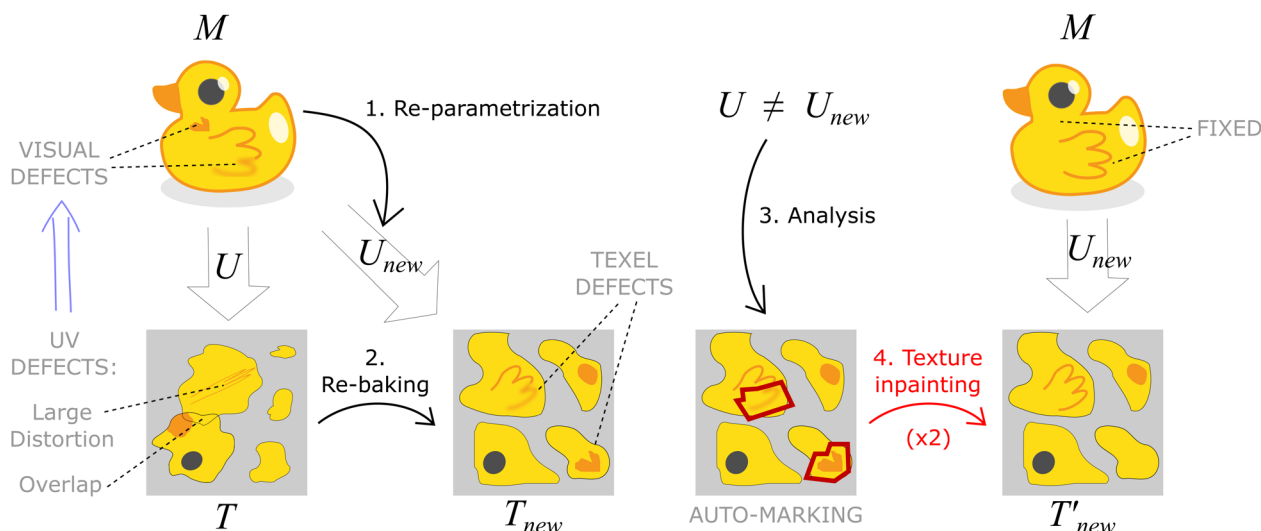 M
1. Re-parametrization
VISUAL
DEFECTS
U
U_new
UV
DEFECTS:
Large
Distortion
Overlap
2.
Re-baking
TEXEL
DEFECTS
T
T_new
U ≠ U_new
3. Analysis
AUTO-MARKING
4. Texture
inpainting
(x2)
M
FIXED
U_new
T'_new